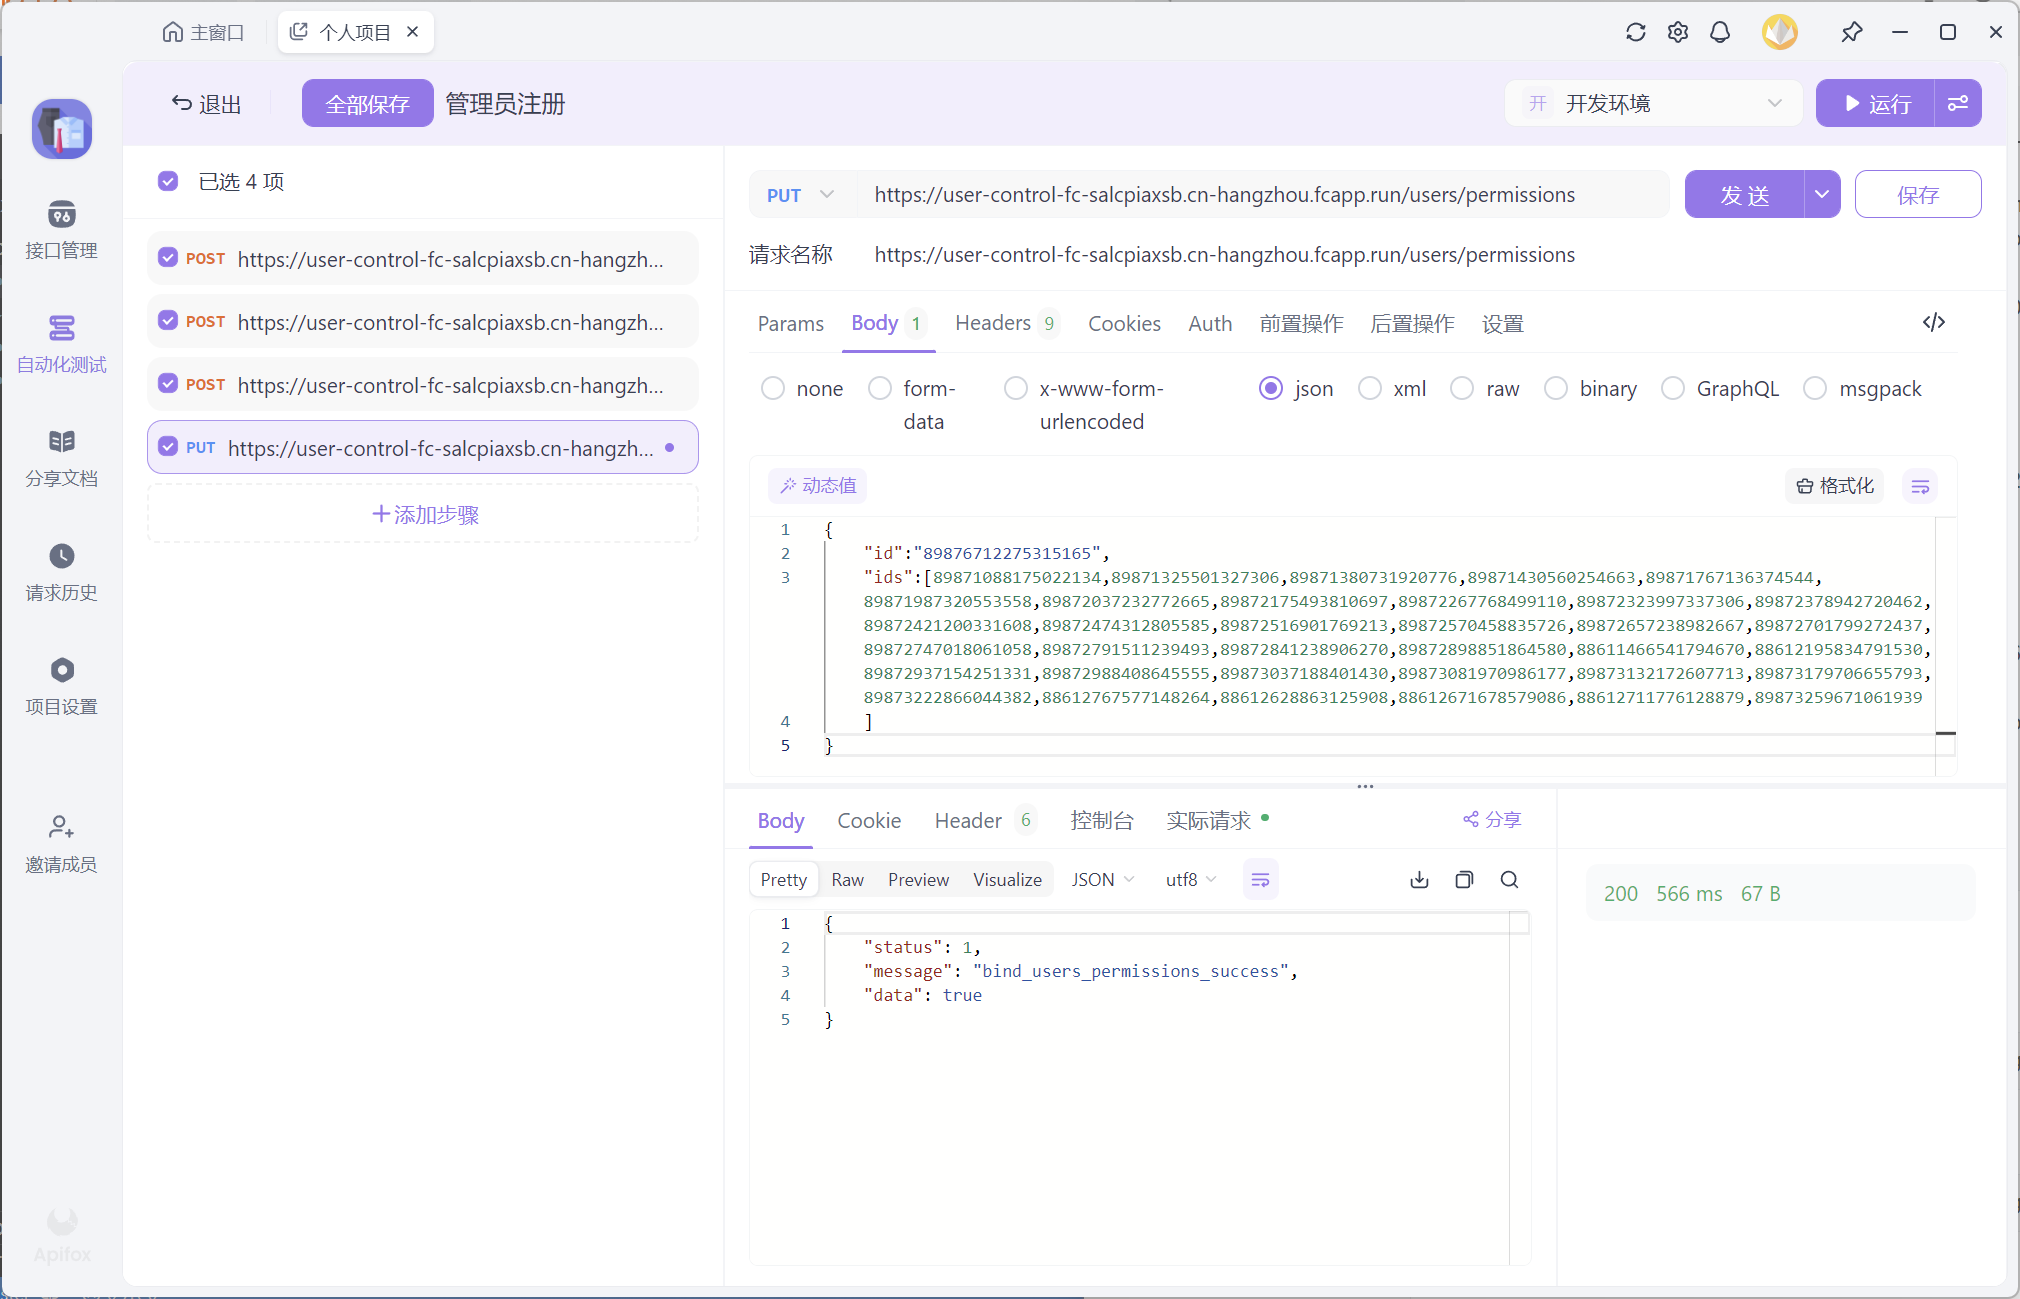 主窗口
个人项目
退出
全部保存
管理员注册
开 开发环境
运行
接口管理
自动化测试
分享文档
请求历史
项目设置
邀请成员
Apifox
已选 4 项
POST https://user-control-fc-salcpiaxsb.cn-hangzh...
POST https://user-control-fc-salcpiaxsb.cn-hangzh...
POST https://user-control-fc-salcpiaxsb.cn-hangzh...
PUT https://user-control-fc-salcpiaxsb.cn-hangzh...
+添加步骤
PUT https://user-control-fc-salcpiaxsb.cn-hangzhou.fcapp.run/users/permissions
发 送
保存
请求名称 https://user-control-fc-salcpiaxsb.cn-hangzhou.fcapp.run/users/permissions
Params Body 1 Headers 9 Cookies Auth 前置操作 后置操作 设置
none form-data x-www-form-urlencoded json xml raw binary GraphQL msgpack
动态值
格式化
1 {
2 "id":"89876712275315165",
3 "ids":[89871088175022134,89871325501327306,89871380731920776,89871430560254663,89871767136374544,
89871987320553558,89872037232772665,89872175493810697,89872267768499110,89872323997337306,89872378942720462,
89872421200331608,89872474312805585,89872516901769213,89872570458835726,89872657238982667,89872701799272437,
89872747018061058,89872791511239493,89872841238906270,89872898851864580,88611466541794670,88612195834791530,
89872937154251331,89872988408645555,89873037188401430,89873081970986177,89873132172607713,89873179706655793,
89873222866044382,88612767577148264,88612628863125908,88612671678579086,88612711776128879,89873259671061939
4 ]
5 }
Body Cookie Header 6 控制台 实际请求
分享
Pretty Raw Preview Visualize JSON utf8
1 {
2 "status": 1,
3 "message": "bind_users_permissions_success",
4 "data": true
5 }
200 566 ms 67 B